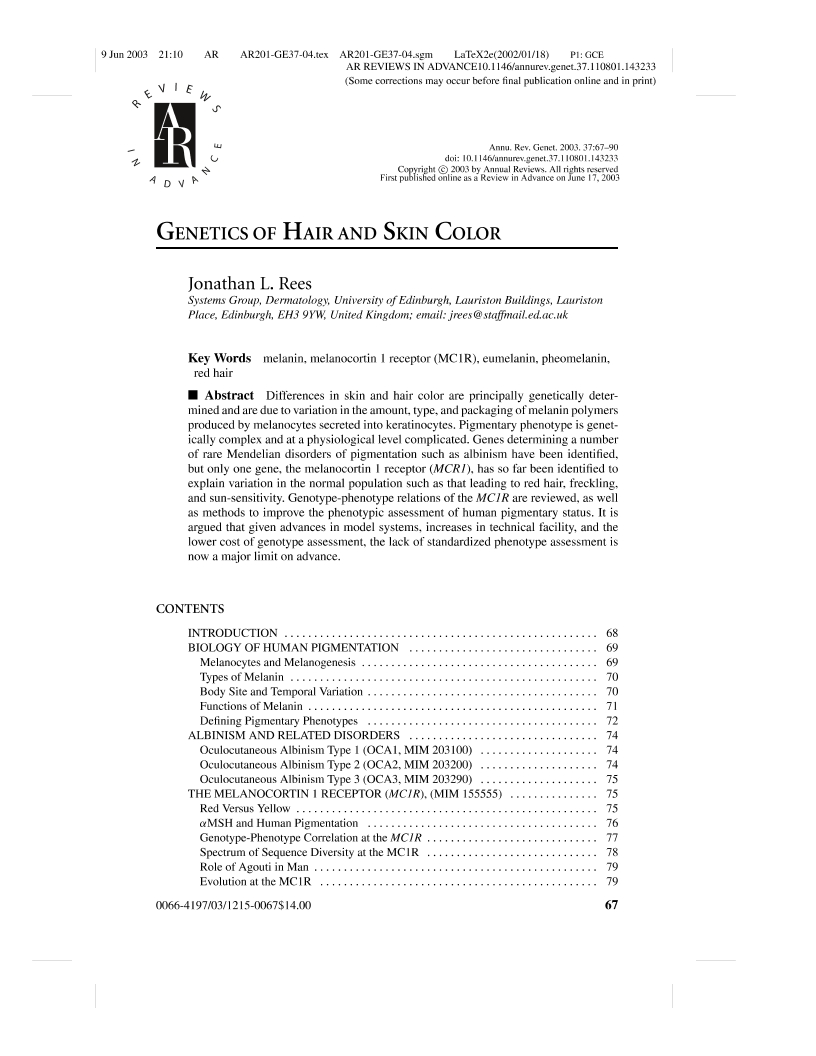 9 Jun 2003 21:10 AR AR201-GE37-04.tex AR201-GE37-04.sgm LaTeX2e(2002/01/18) P1: GCE
AR REVIEWS IN ADVANCE10.1146/annurev.genet.37.110801.143233
(Some corrections may occur before final publication online and in print)
REVIEWS
AR
IN ADVANCE
Annu. Rev. Genet. 2003. 37:67–90
doi: 10.1146/annurev.genet.37.110801.143233
Copyright © 2003 by Annual Reviews. All rights reserved
First published online as a Review in Advance on June 17, 2003
GENETICS OF HAIR AND SKIN COLOR
Jonathan L. Rees
Systems Group, Dermatology, University of Edinburgh, Lauriston Buildings, Lauriston
Place, Edinburgh, EH3 9YW, United Kingdom; email: jrees@staffmail.ed.ac.uk
Key Words melanin, melanocortin 1 receptor (MC1R), eumelanin, pheomelanin,
red hair
■ Abstract Differences in skin and hair color are principally genetically deter-
mined and are due to variation in the amount, type, and packaging of melanin polymers
produced by melanocytes secreted into keratinocytes. Pigmentary phenotype is genet-
ically complex and at a physiological level complicated. Genes determining a number
of rare Mendelian disorders of pigmentation such as albinism have been identified,
but only one gene, the melanocortin 1 receptor (MCR1), has so far been identified to
explain variation in the normal population such as that leading to red hair, freckling,
and sun-sensitivity. Genotype-phenotype relations of the MC1R are reviewed, as well
as methods to improve the phenotypic assessment of human pigmentary status. It is
argued that given advances in model systems, increases in technical facility, and the
lower cost of genotype assessment, the lack of standardized phenotype assessment is
now a major limit on advance.
CONTENTS
INTRODUCTION . . . . . . . . . . . . . . . . . . . . 68
BIOLOGY OF HUMAN PIGMENTATION . . . . . . . . . . . . . . . . . . . . 69
Melanocytes and Melanogenesis . . . . . . . . . . . . . . . . . . . . 69
Types of Melanin . . . . . . . . . . . . . . . . . . . . 70
Body Site and Temporal Variation . . . . . . . . . . . . . . . . . . . . 70
Functions of Melanin . . . . . . . . . . . . . . . . . . . . 71
Defining Pigmentary Phenotypes . . . . . . . . . . . . . . . . . . . . 72
ALBINISM AND RELATED DISORDERS . . . . . . . . . . . . . . . . . . . . 74
Oculocutaneous Albinism Type 1 (OCA1, MIM 203100) . . . . . . . . . . . . . . . . . . . . 74
Oculocutaneous Albinism Type 2 (OCA2, MIM 203200) . . . . . . . . . . . . . . . . . . . . 74
Oculocutaneous Albinism Type 3 (OCA3, MIM 203290) . . . . . . . . . . . . . . . . . . . . 75
THE MELANOCORTIN 1 RECEPTOR (MC1R), (MIM 155555) . . . . . . . . . . . . . . . 75
Red Versus Yellow . . . . . . . . . . . . . . . . . . . . 75
αMSH and Human Pigmentation . . . . . . . . . . . . . . . . . . . . 76
Genotype-Phenotype Correlation at the MC1R . . . . . . . . . . . . . . . . . . . . 77
Spectrum of Sequence Diversity at the MC1R . . . . . . . . . . . . . . . . . . . . 78
Role of Agouti in Man . . . . . . . . . . . . . . . . . . . . 79
Evolution at the MC1R . . . . . . . . . . . . . . . . . . . . 79
0066-4197/03/1215-0067$14.00 67